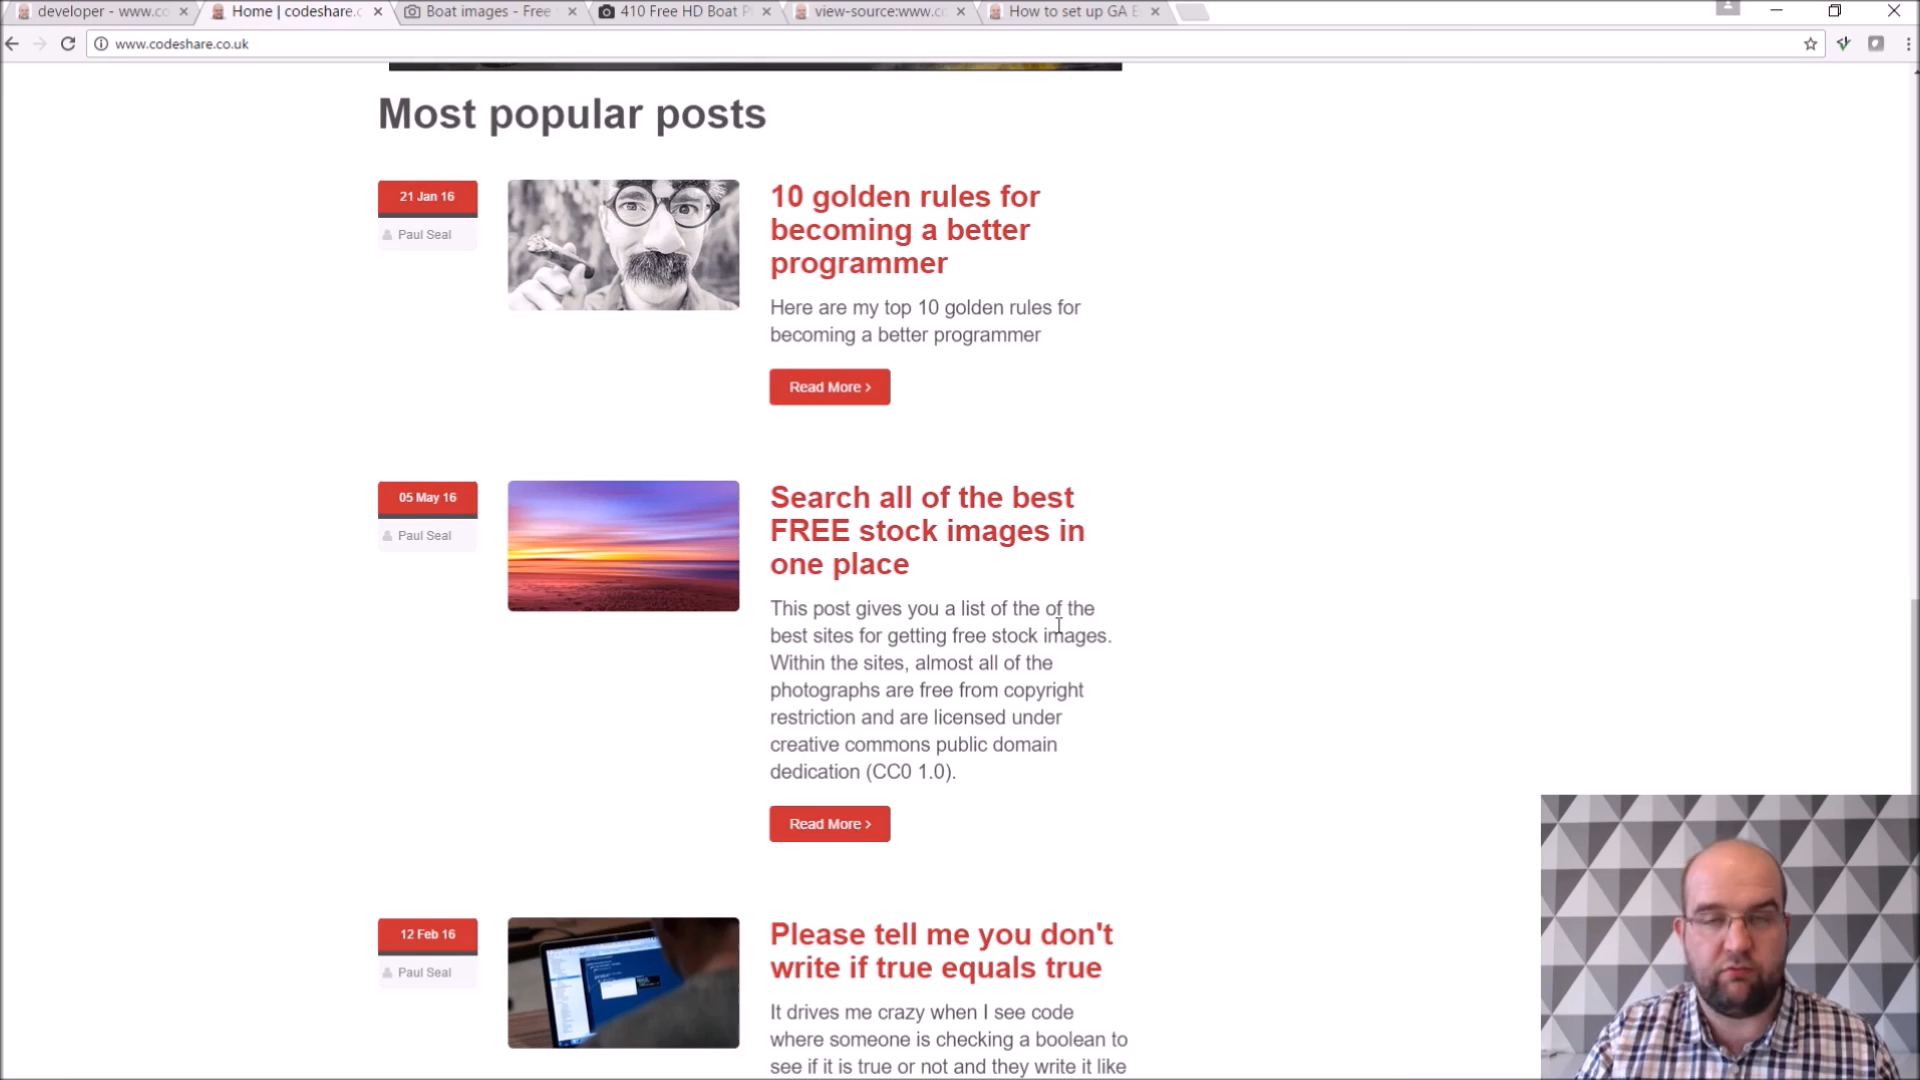 developer - www.co
Home | codeshare.c
Boat images - Free
410 Free HD Boat P
view-source:www.co
How to set up GA E
www.codeshare.co.uk
Most popular posts
21 Jan 16
Paul Seal
10 golden rules for
becoming a better
programmer
Here are my top 10 golden rules for
becoming a better programmer
Read More >
05 May 16
Paul Seal
Search all of the best
FREE stock images in
one place
This post gives you a list of the of the
best sites for getting free stock images.
Within the sites, almost all of the
photographs are free from copyright
restriction and are licensed under
creative commons public domain
dedication (CC0 1.0).
Read More >
12 Feb 16
Paul Seal
Please tell me you don't
write if true equals true
It drives me crazy when I see code
where someone is checking a boolean to
see if it is true or not and they write it like